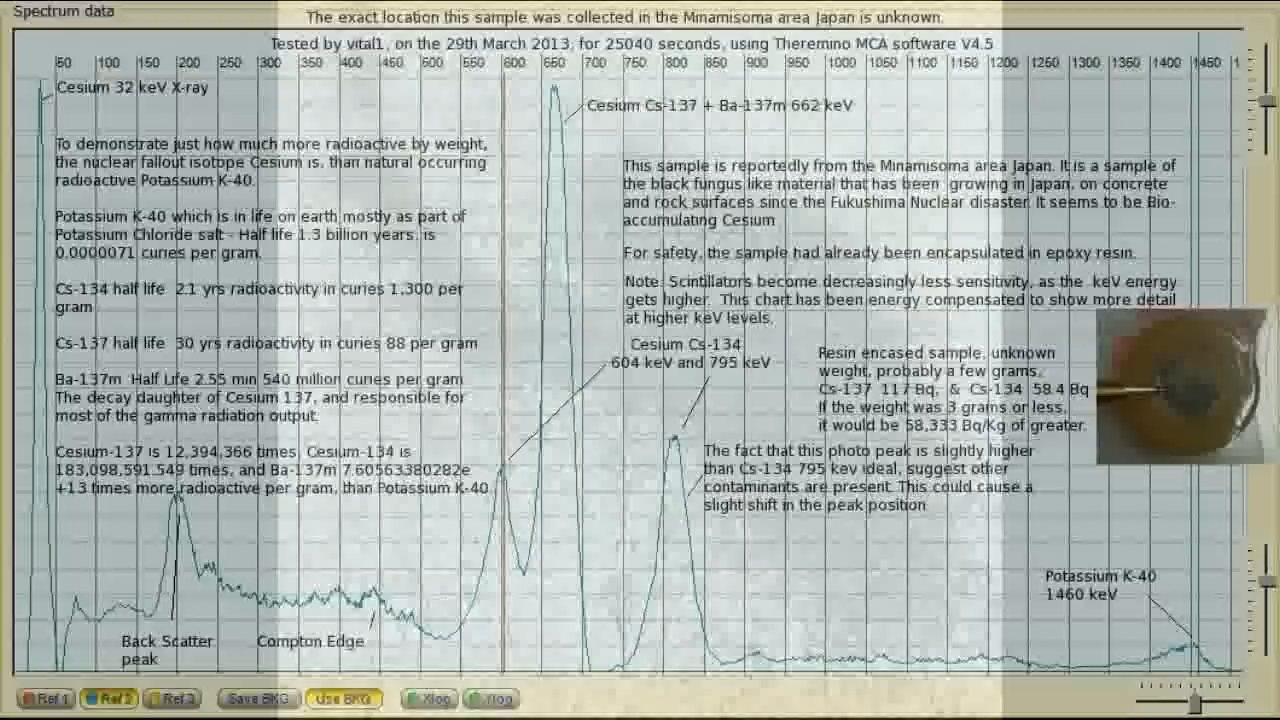 Spectrum data
The exact location this sample was collected in the Minamisoma area Japan is unknown.
Tested by vital1, on the 29th March 2013, for 25040 seconds, using Theremino MCA software V4.5
50 100 150 200 250 300 350 400 450 500 550 600 650 700 750 800 850 900 950 1000 1050 1100 1150 1200 1250 1300 1350 1400 1460 1
Cesium 32 keV X-ray
Cesium Cs-137 + Ba-137m 662 keV
To demonstrate just how much more radioactive by weight,
the nuclear fallout isotope Cesium is, than natural occurring
radioactive Potassium K-40.
Potassium K-40 which is in life on earth mostly as part of
Potassium Chloride salt - Half life 1.3 billion years, is
0.0000071 curies per gram.
Cs-134 half life 2.1 yrs radioactivity in curies 1,300 per
gram
Cs-137 half life 30 yrs radioactivity in curies 88 per gram
Ba-137m Half Life 2.55 min 540 million curies per gram
The decay daughter of Cesium 137, and responsible for
most of the gamma radiation output.
Cesium-137 is 12,394,366 times, Cesium-134 is
183,098,591.549 times, and Ba-137m 7.60563380282e
+13 times more radioactive per gram, than Potassium K-40
This sample is reportedly from the Minamisoma area Japan. It is a sample of
the black fungus like material that has been growing in Japan, on concrete
and rock surfaces since the Fukushima Nuclear disaster. It seems to be Bio-
accumulating Cesium
For safety, the sample had already been encapsulated in epoxy resin.
Note: Scintillators become decreasingly less sensitivity, as the keV energy
gets higher. This chart has been energy compensated to show more detail
at higher keV levels.
Cesium Cs-134
604 keV and 795 keV
Resin encased sample, unknown
weight, probably a few grams.
Cs-137 117 Bq, & Cs-134 58.4 Bq
If the weight was 3 grams or less,
it would be 58,333 Bq/Kg of greater.
The fact that this photo peak is slightly higher
than Cs-134 795 kev ideal, suggest other
contaminants are present. This could cause a
slight shift in the peak position
Potassium K-40
1460 keV
Back Scatter
peak
Compton Edge
Ref 1 Ref 2 Ref 3 Save BKG Use BKG Xlog Ylog